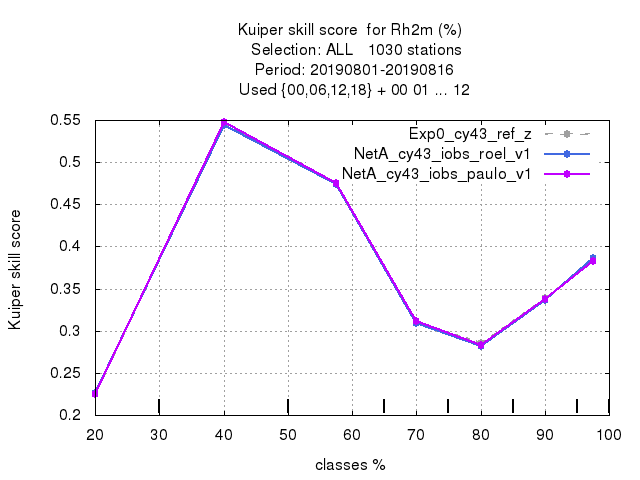 Kuiper skill score  for Rh2m (%)
Selection: ALL   1030 stations
Period: 20190801-20190816
Used {00,06,12,18} + 00 01 ... 12
0.55
Exp0_cy43_ref_z
NetA_cy43_iobs_roel_v1
NetA_cy43_iobs_paulo_v1
0.5
0.45
0.4
0.35
0.3
0.25
0.2
Kuiper skill score
20 30 40 50 60 70 80 90 100
classes %